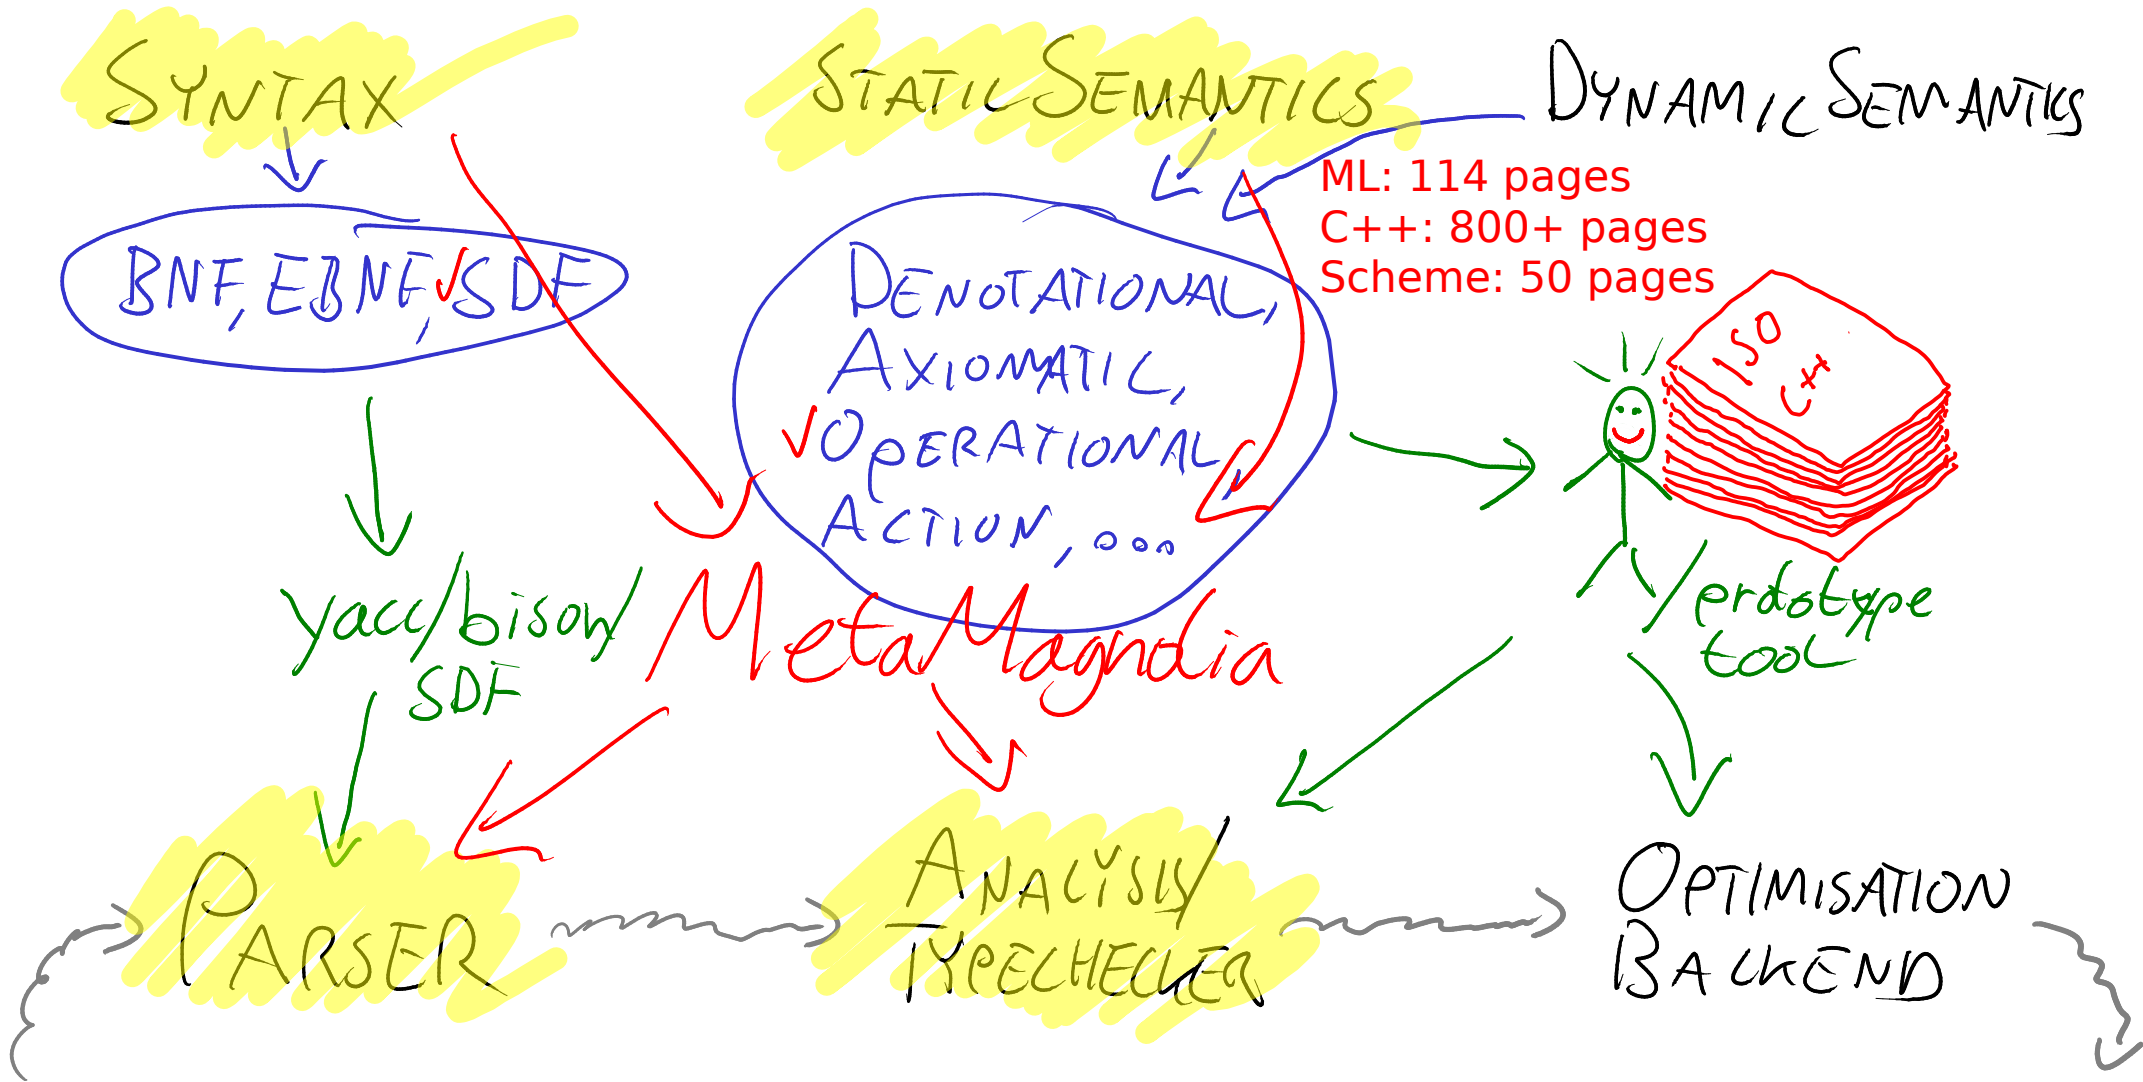 SYNTAX
STATIC SEMANTICS
DYNAMIC SEMANTICS
ML: 114 pages
C++: 800+ pages
Scheme: 50 pages
BNF, EBNF, SDF
DENOTATIONAL,
AXIOMATIC,
OPERATIONAL,
ACTION, ...
ISO
C++
yacc/bison/
SDF
MetaMagnolia
/prototype
tool
PARSER
ANALYSIS/
TYPECHECKER
OPTIMISATION
BACKEND